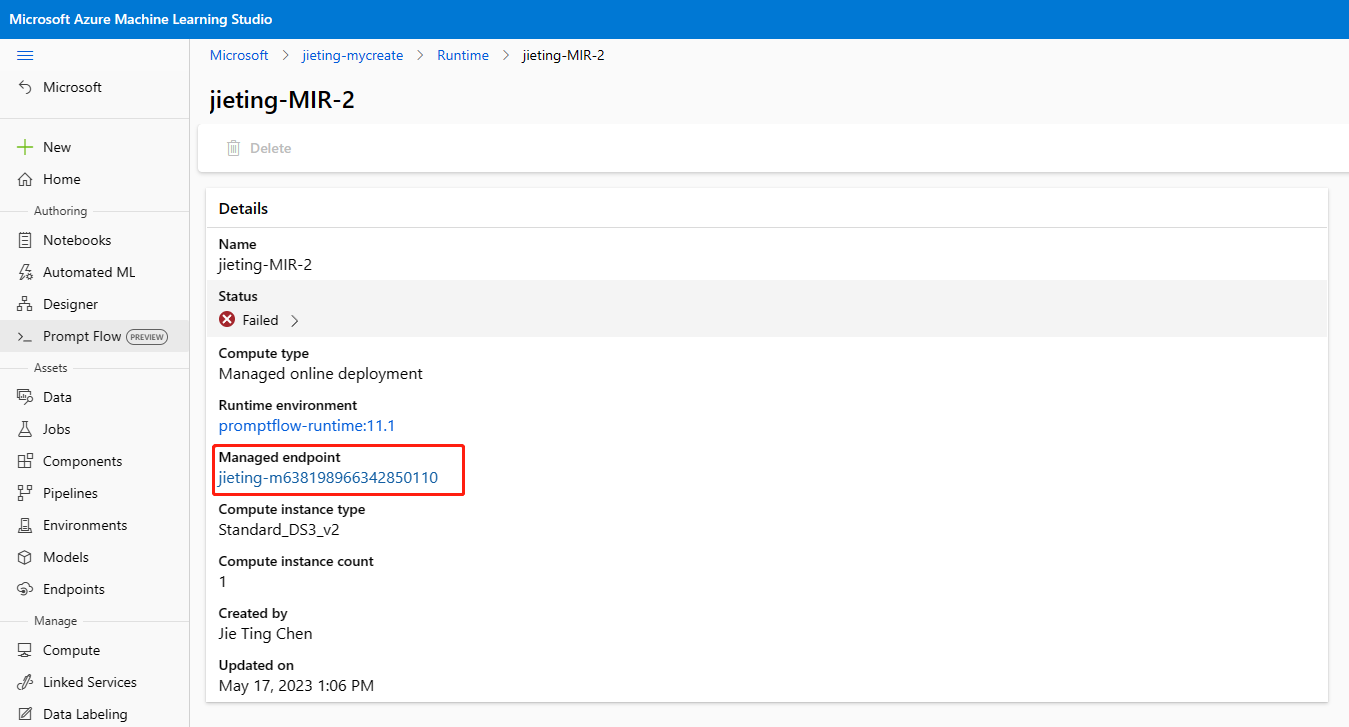 Microsoft Azure Machine Learning Studio
Microsoft > jieting-mycreate > Runtime > jieting-MIR-2
Microsoft
jieting-MIR-2
Delete
New
Home
Authoring
Notebooks
Automated ML
Designer
Prompt Flow PREVIEW
Assets
Data
Jobs
Components
Pipelines
Environments
Models
Endpoints
Manage
Compute
Linked Services
Data Labeling
Details
Name
jieting-MIR-2
Status
Failed
Compute type
Managed online deployment
Runtime environment
promptflow-runtime:11.1
Managed endpoint
jieting-m638198966342850110
Compute instance type
Standard_DS3_v2
Compute instance count
1
Created by
Jie Ting Chen
Updated on
May 17, 2023 1:06 PM